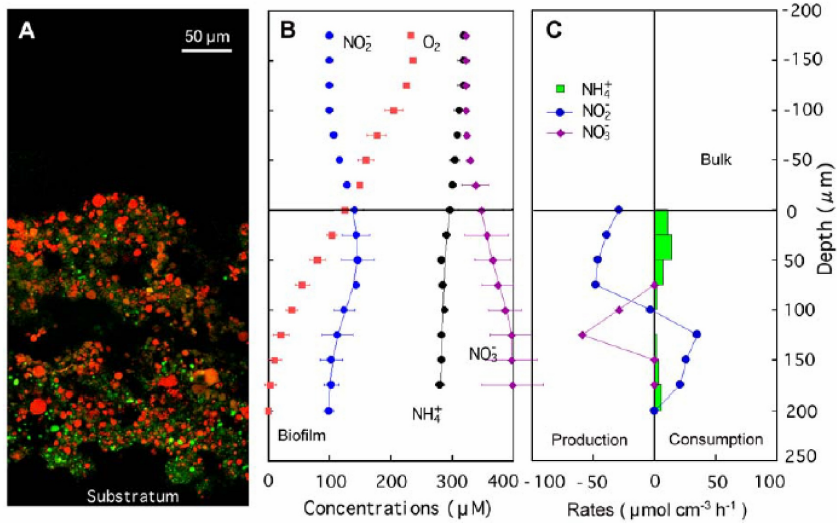 A
50 µm
Substratum
B
NO₂⁻
O₂
NO₃⁻
NH₄⁺
Biofilm
0 100 200 300 400
Concentrations (µM)
C
NH₄⁺
NO₂⁻
NO₃⁻
Bulk
Production
Consumption
-100 -50 0 50 100
Rates (µmol cm⁻³ h⁻¹)
-200
-150
-100
-50
0
50
100
150
200
250
Depth (µm)